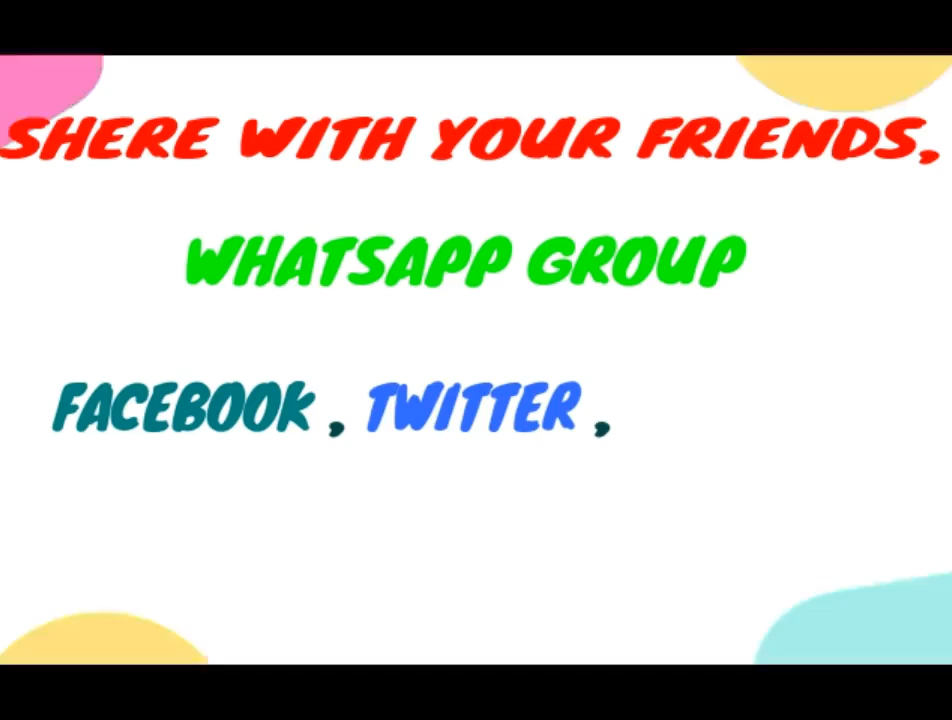 SHERE WITH YOUR FRIENDS,
WHATSAPP GROUP
FACEBOOK , TWITTER ,